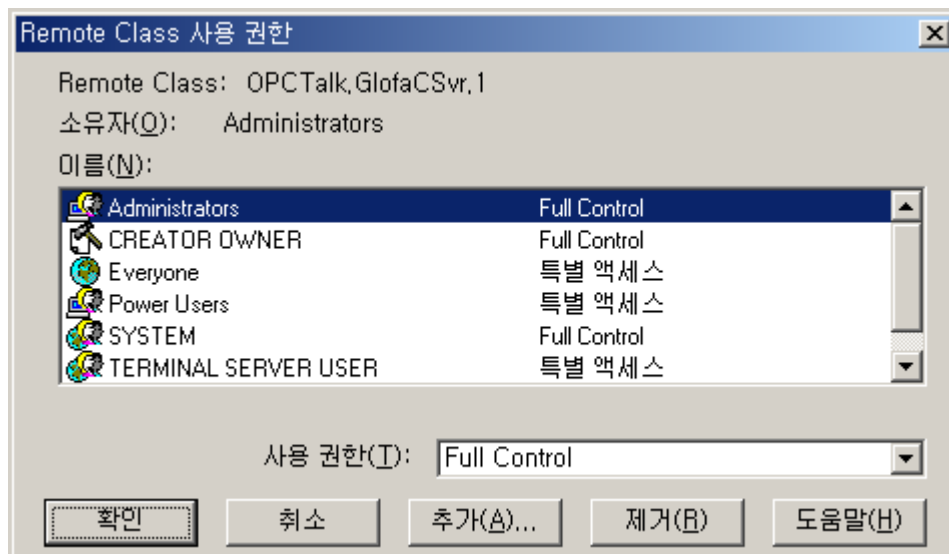 Remote Class 사용 권한
Remote Class: OPCTalk,GlofaCSvr,1
소유자(O): Administrators
이름(N):
Administrators Full Control
CREATOR OWNER Full Control
Everyone 특별 액세스
Power Users 특별 액세스
SYSTEM Full Control
TERMINAL SERVER USER 특별 액세스
사용 권한(T): Full Control
확인 취소 추가(A)... 제거(R) 도움말(H)